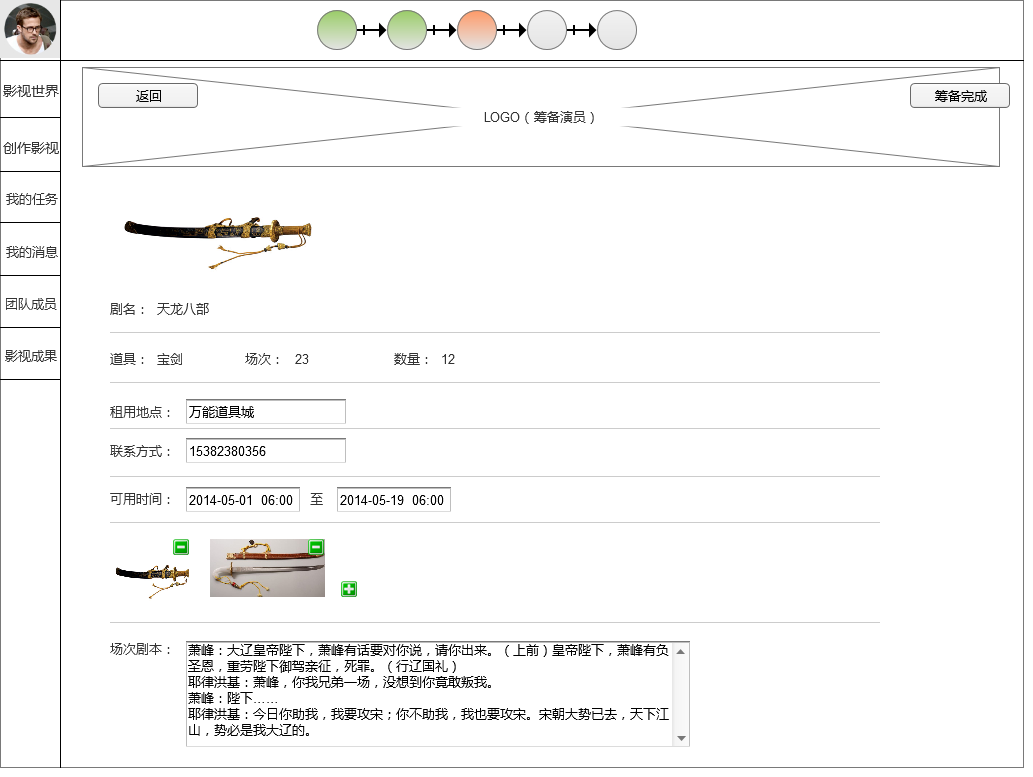 影视世界
创作影视
我的任务
我的消息
团队成员
影视成果
返回
LOGO（筹备演员）
筹备完成
剧名： 天龙八部
道具： 宝剑 场次： 23 数量： 12
租用地点： 万能道具城
联系方式： 15382380356
可用时间： 2014-05-01 06:00 至 2014-05-19 06:00
场次剧本：
萧峰：大辽皇帝陛下，萧峰有话要对你说，请你出来。（上前）皇帝陛下，萧峰有负
圣恩，重劳陛下御驾亲征，死罪。（行辽国礼）
耶律洪基：萧峰，你我兄弟一场，没想到你竟敢叛我。
萧峰：陛下……
耶律洪基：今日你助我，我要攻宋；你不助我，我也要攻宋。宋朝大势已去，天下江
山，势必是我大辽的。